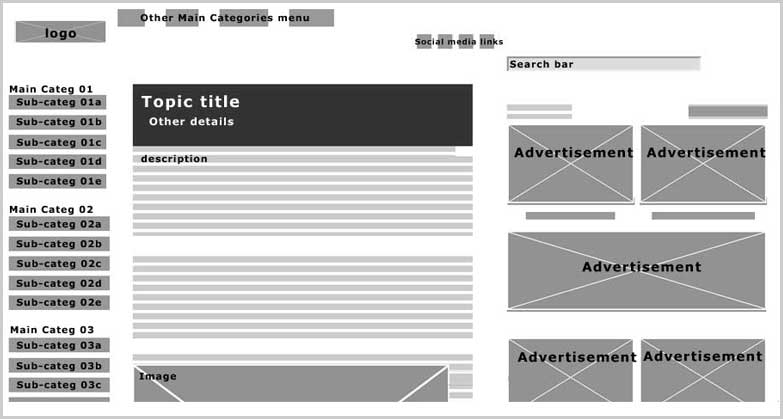 logo
Other Main Categories menu
Social media links
Search bar
Main Categ 01
Sub-categ 01a
Sub-categ 01b
Sub-categ 01c
Sub-categ 01d
Sub-categ 01e
Main Categ 02
Sub-categ 02a
Sub-categ 02b
Sub-categ 02c
Sub-categ 02d
Sub-categ 02e
Main Categ 03
Sub-categ 03a
Sub-categ 03b
Sub-categ 03c
Topic title
Other details
description
Image
Advertisement
Advertisement
Advertisement
Advertisement
Advertisement